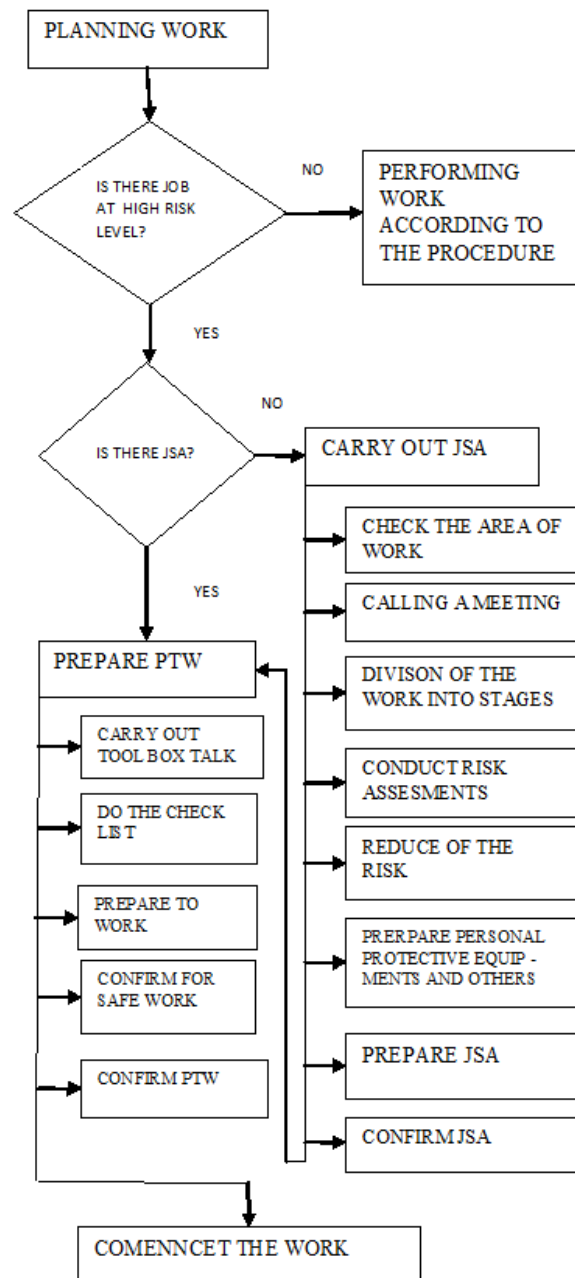 PLANNING WORK
IS THERE JOB
AT HIGH RISK
LEVEL?
NO
PERFORMING
WORK
ACCORDING TO
THE PROCEDURE
YES
IS THERE JSA?
NO
CARRY OUT JSA
CHECK THE AREA OF
WORK
CALLING A MEETING
DIVISON OF THE
WORK INTO STAGES
CONDUCT RISK
ASSESMENTS
REDUCE OF THE
RISK
PRERPARE PERSONAL
PROTECTIVE EQUIP -
MENTS AND OTHERS
PREPARE JSA
CONFIRM JSA
YES
PREPARE PTW
CARRY OUT
TOOL BOX TALK
DO THE CHECK
LIST
PREPARE TO
WORK
CONFIRM FOR
SAFE WORK
CONFIRM PTW
COMENNCET THE WORK